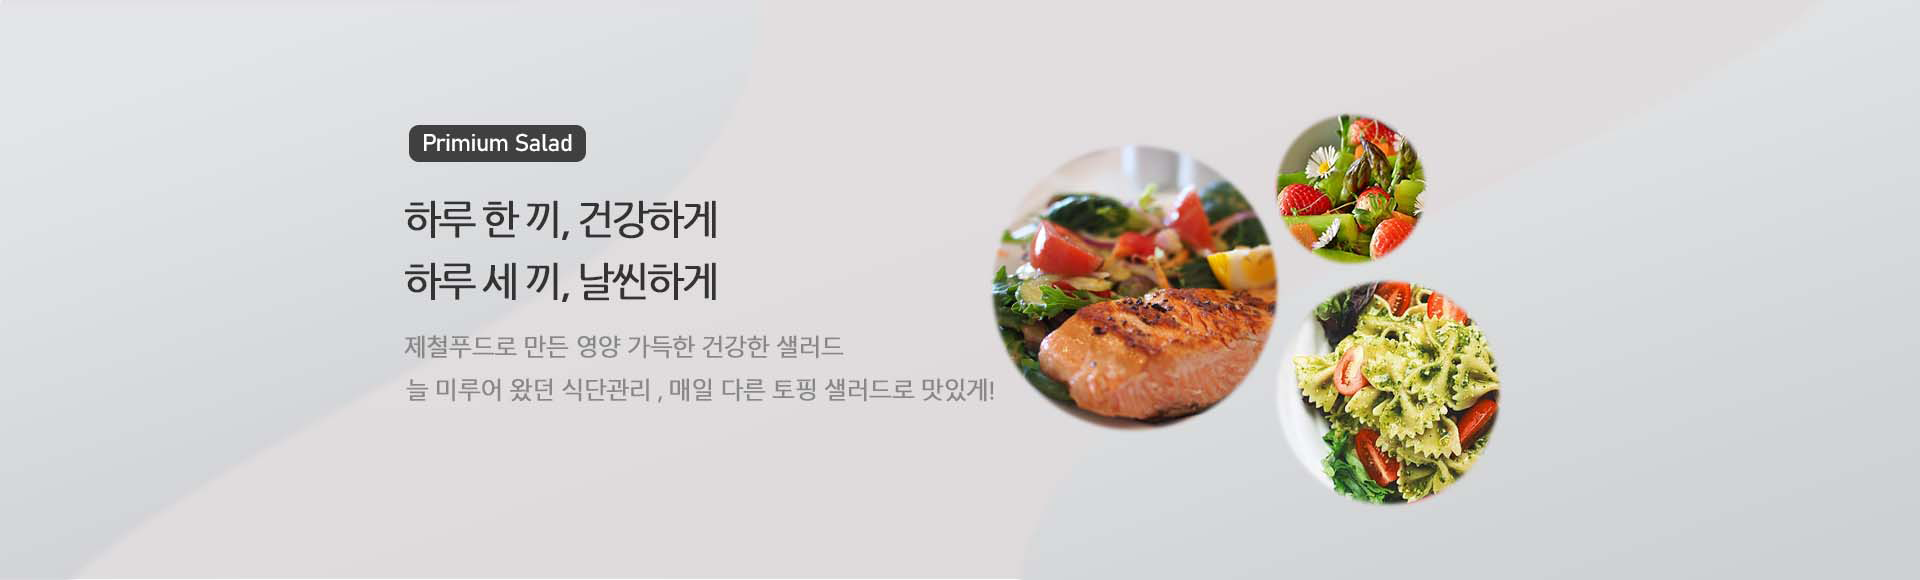 Primium Salad
하루 한 끼, 건강하게
하루 세 끼, 날씬하게
제철푸드로 만든 영양 가득한 건강한 샐러드
늘 미루어 왔던 식단관리 , 매일 다른 토핑 샐러드로 맛있게!